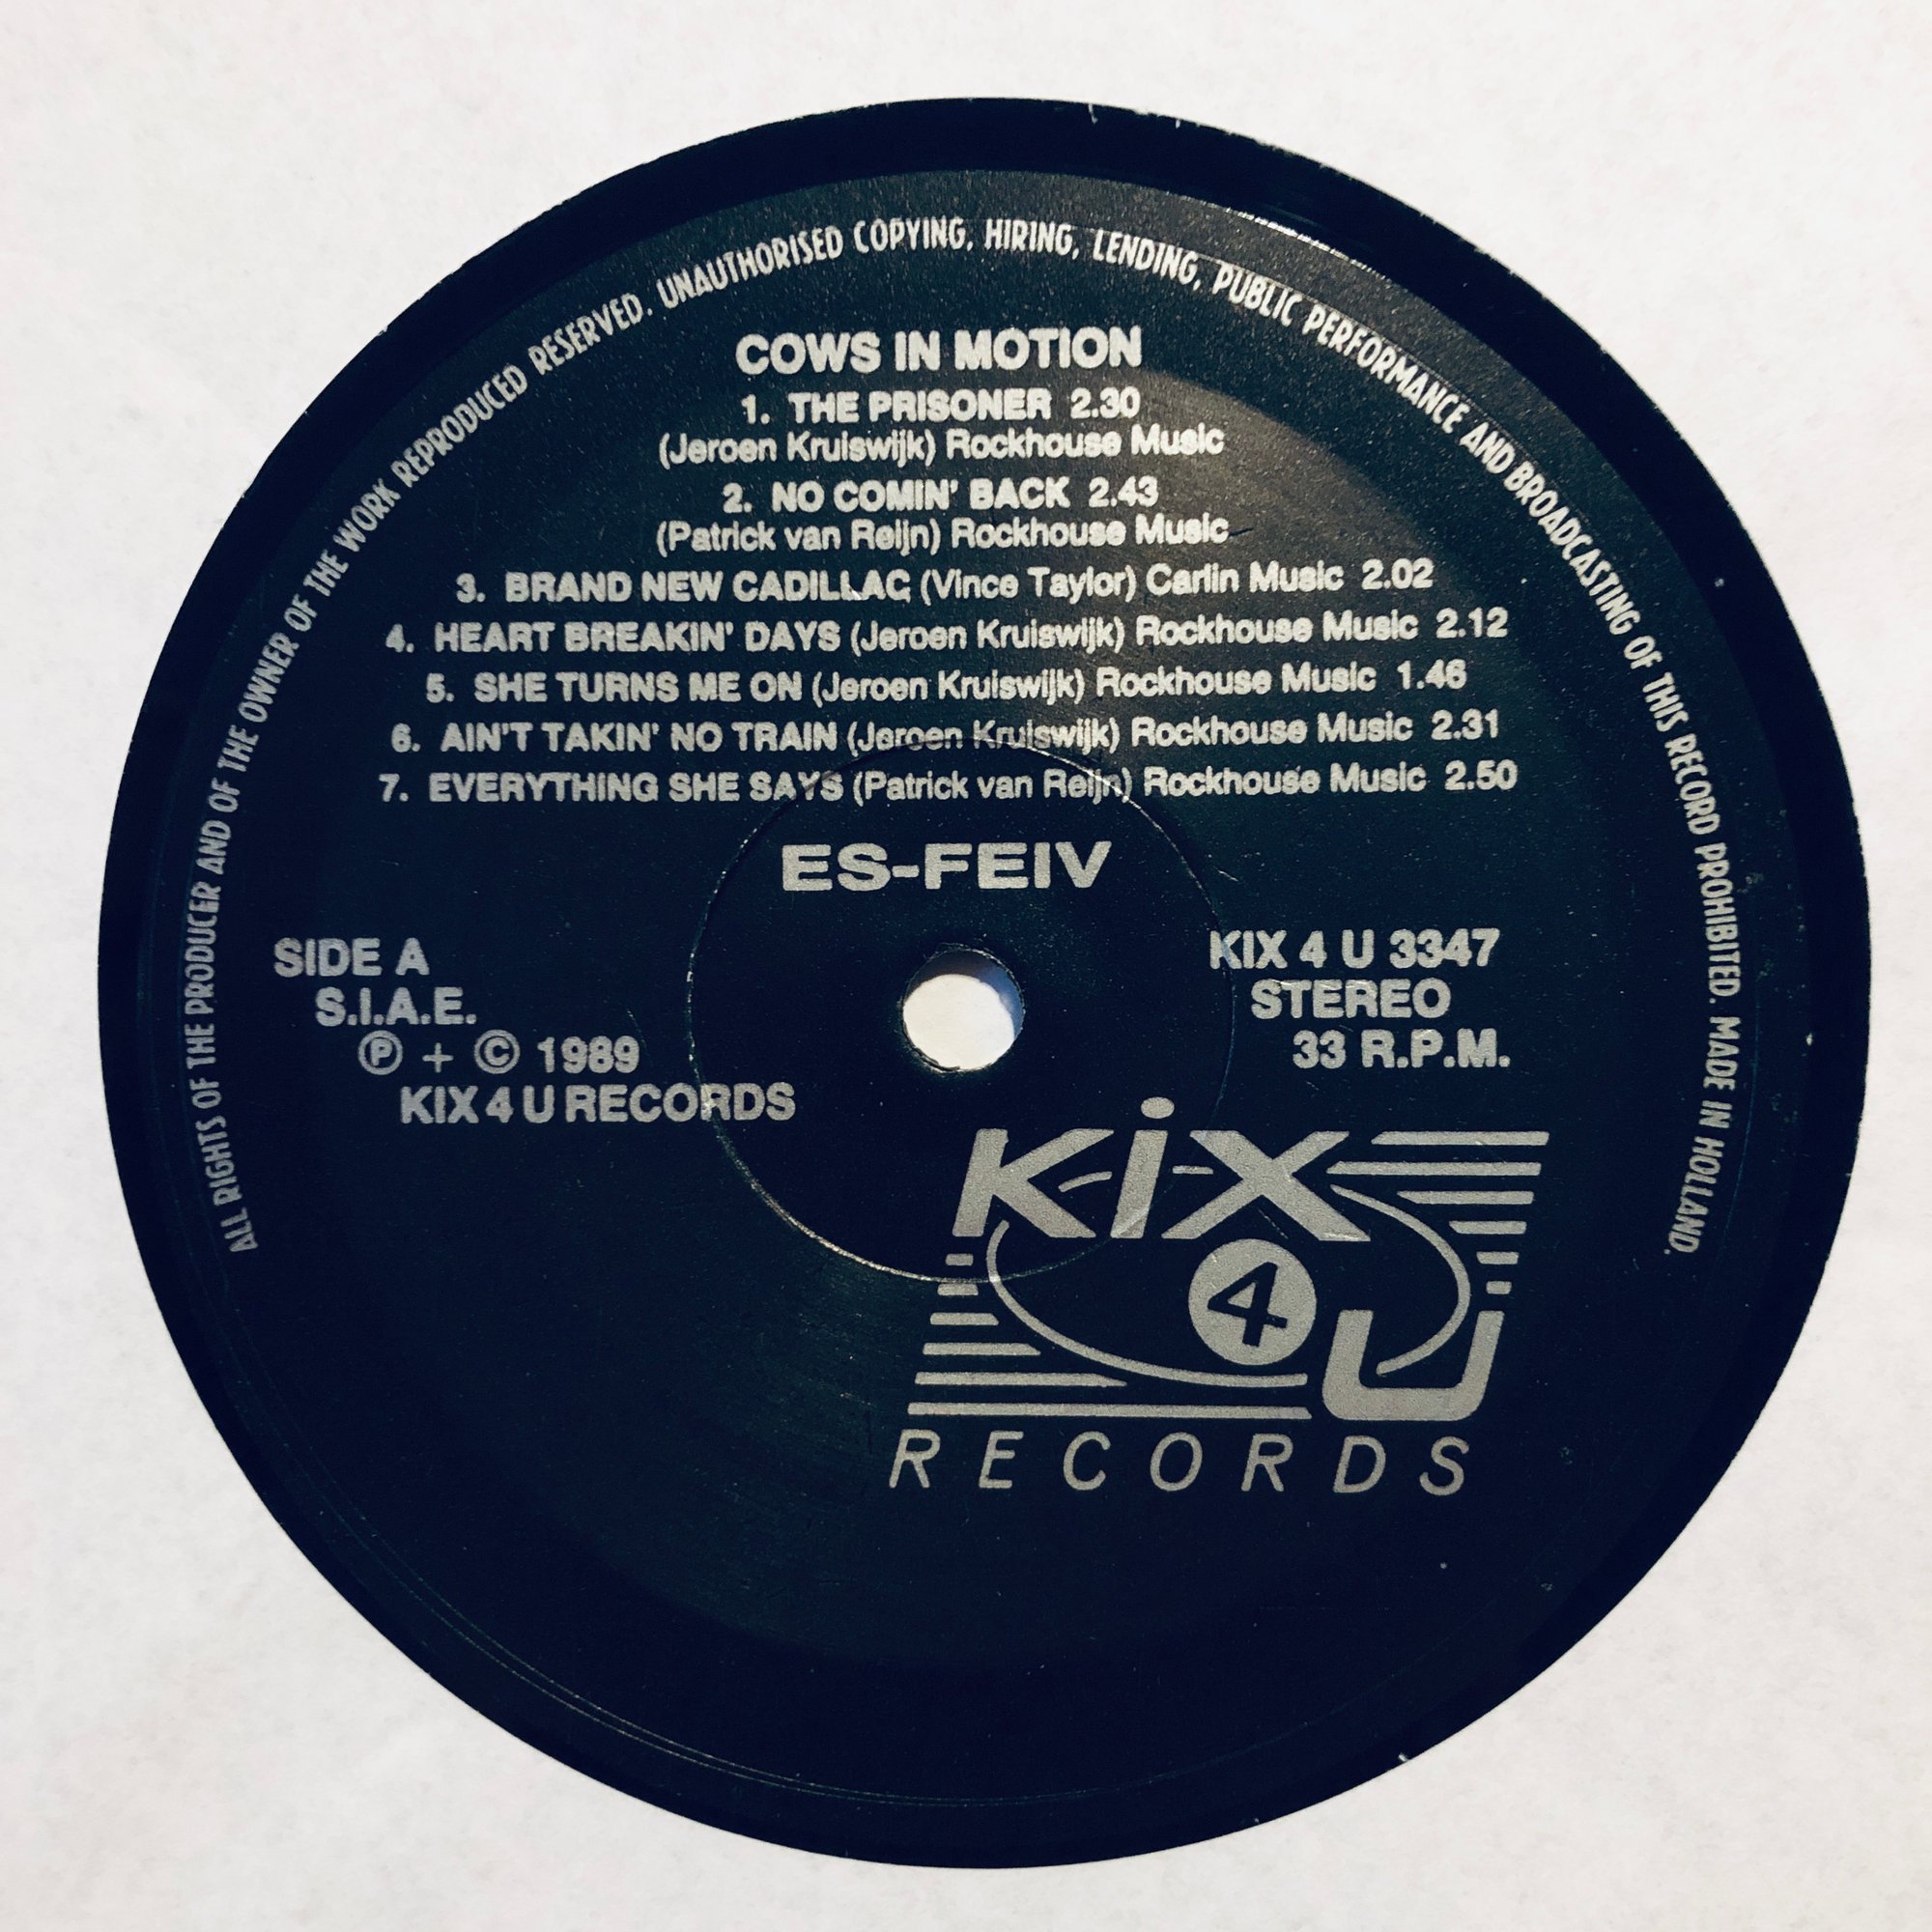 ALL RIGHTS OF THE PRODUCER AND OF THE OWNER OF THE WORK REPRODUCED RESERVED. UNAUTHORISED COPYING, HIRING, LENDING, PUBLIC PERFORMANCE AND BROADCASTING OF THIS RECORD PROHIBITED. MADE IN HOLLAND.
COWS IN MOTION
1. THE PRISONER 2.30
(Jeroen Kruiswijk) Rockhouse Music
2. NO COMIN' BACK 2.43
(Patrick van Reijn) Rockhouse Music
3. BRAND NEW CADILLAC (Vince Taylor) Carlin Music 2.02
4. HEART BREAKIN' DAYS (Jeroen Kruiswijk) Rockhouse Music 2.12
5. SHE TURNS ME ON (Jeroen Kruiswijk) Rockhouse Music 1.46
6. AIN'T TAKIN' NO TRAIN (Jeroen Kruiswijk) Rockhouse Music 2.31
7. EVERYTHING SHE SAYS (Patrick van Reijn) Rockhouse Music 2.50
ES-FEIV
SIDE A
S.I.A.E.
Ⓟ + © 1989
KIX 4 U RECORDS
KIX 4 U 3347
STEREO
33 R.P.M.
KiX
4 U
RECORDS